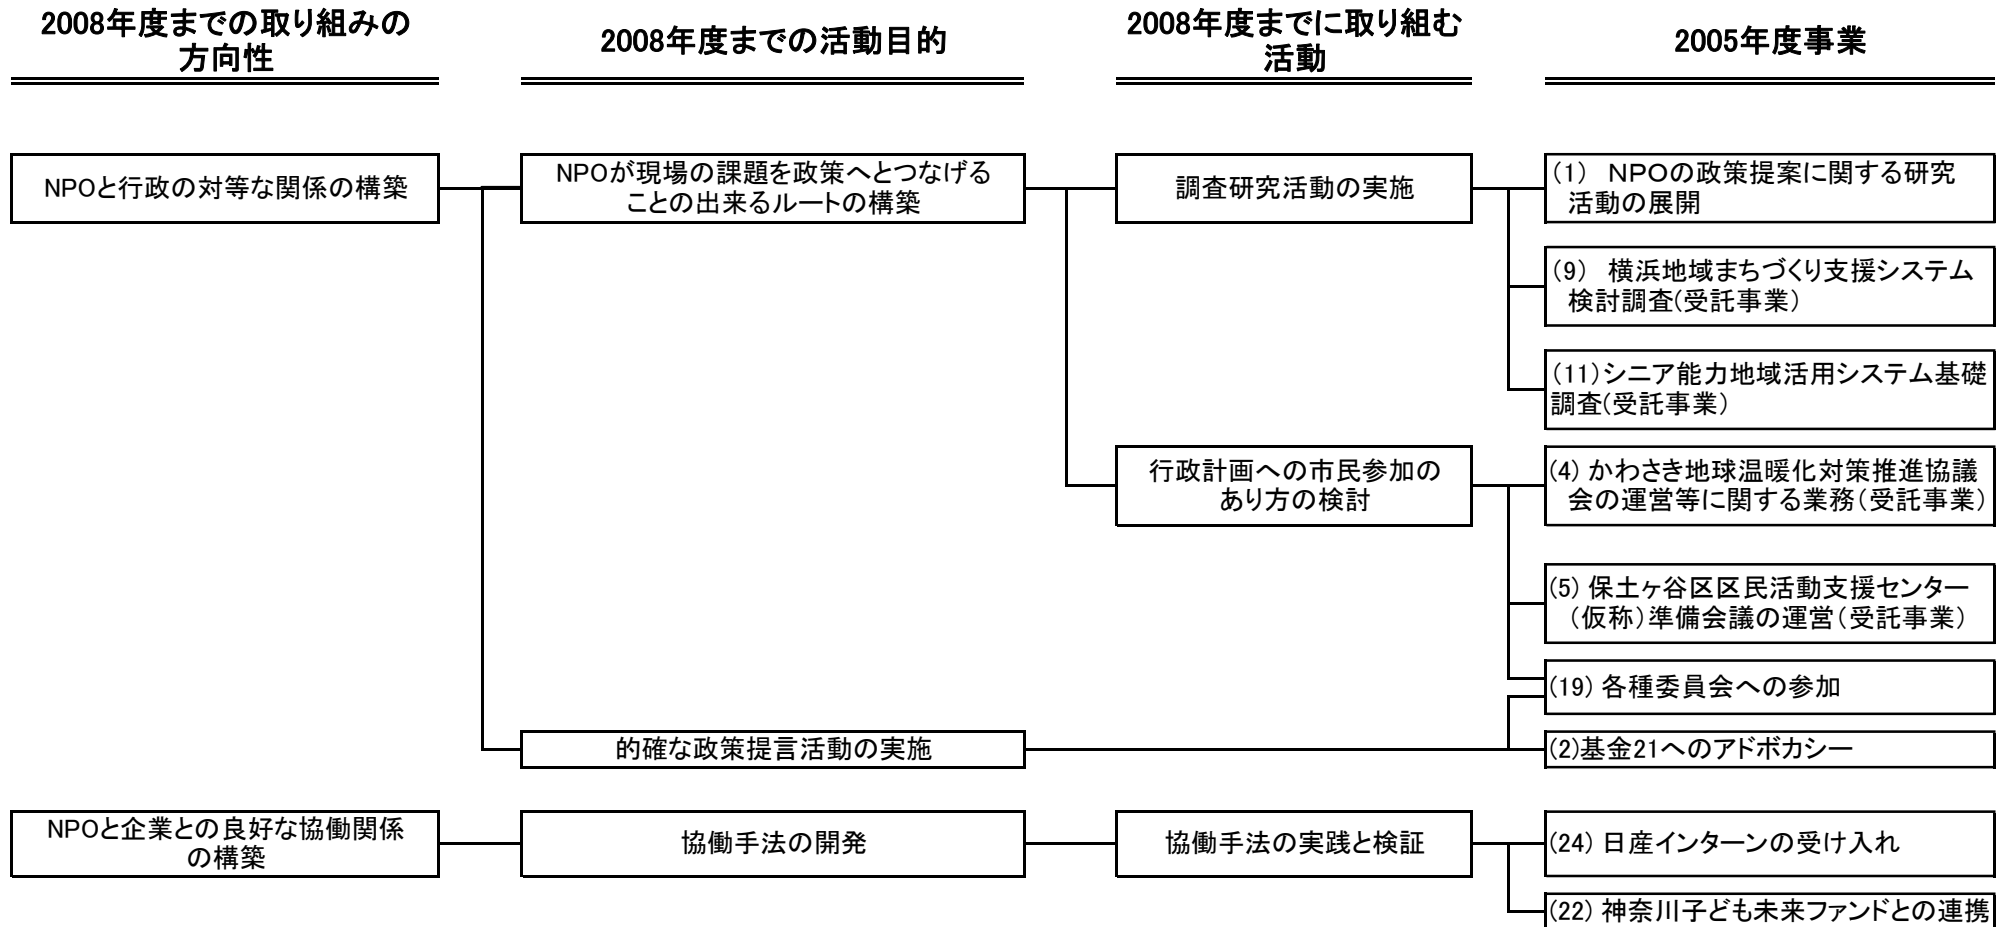 2008年度までの取り組みの
方向性
2008年度までの活動目的
2008年度までに取り組む
活動
2005年度事業
NPOと行政の対等な関係の構築
NPOが現場の課題を政策へとつなげる
ことの出来るルートの構築
調査研究活動の実施
(1) NPOの政策提案に関する研究
活動の展開
(9) 横浜地域まちづくり支援システム
検討調査(受託事業)
(11)シニア能力地域活用システム基礎
調査(受託事業)
行政計画への市民参加の
あり方の検討
(4) かわさき地球温暖化対策推進協議
会の運営等に関する業務(受託事業)
(5) 保土ヶ谷区区民活動支援センター
(仮称)準備会議の運営(受託事業)
(19) 各種委員会への参加
的確な政策提言活動の実施
(2)基金21へのアドボカシー
NPOと企業との良好な協働関係
の構築
協働手法の開発
協働手法の実践と検証
(24) 日産インターンの受け入れ
(22) 神奈川子ども未来ファンドとの連携